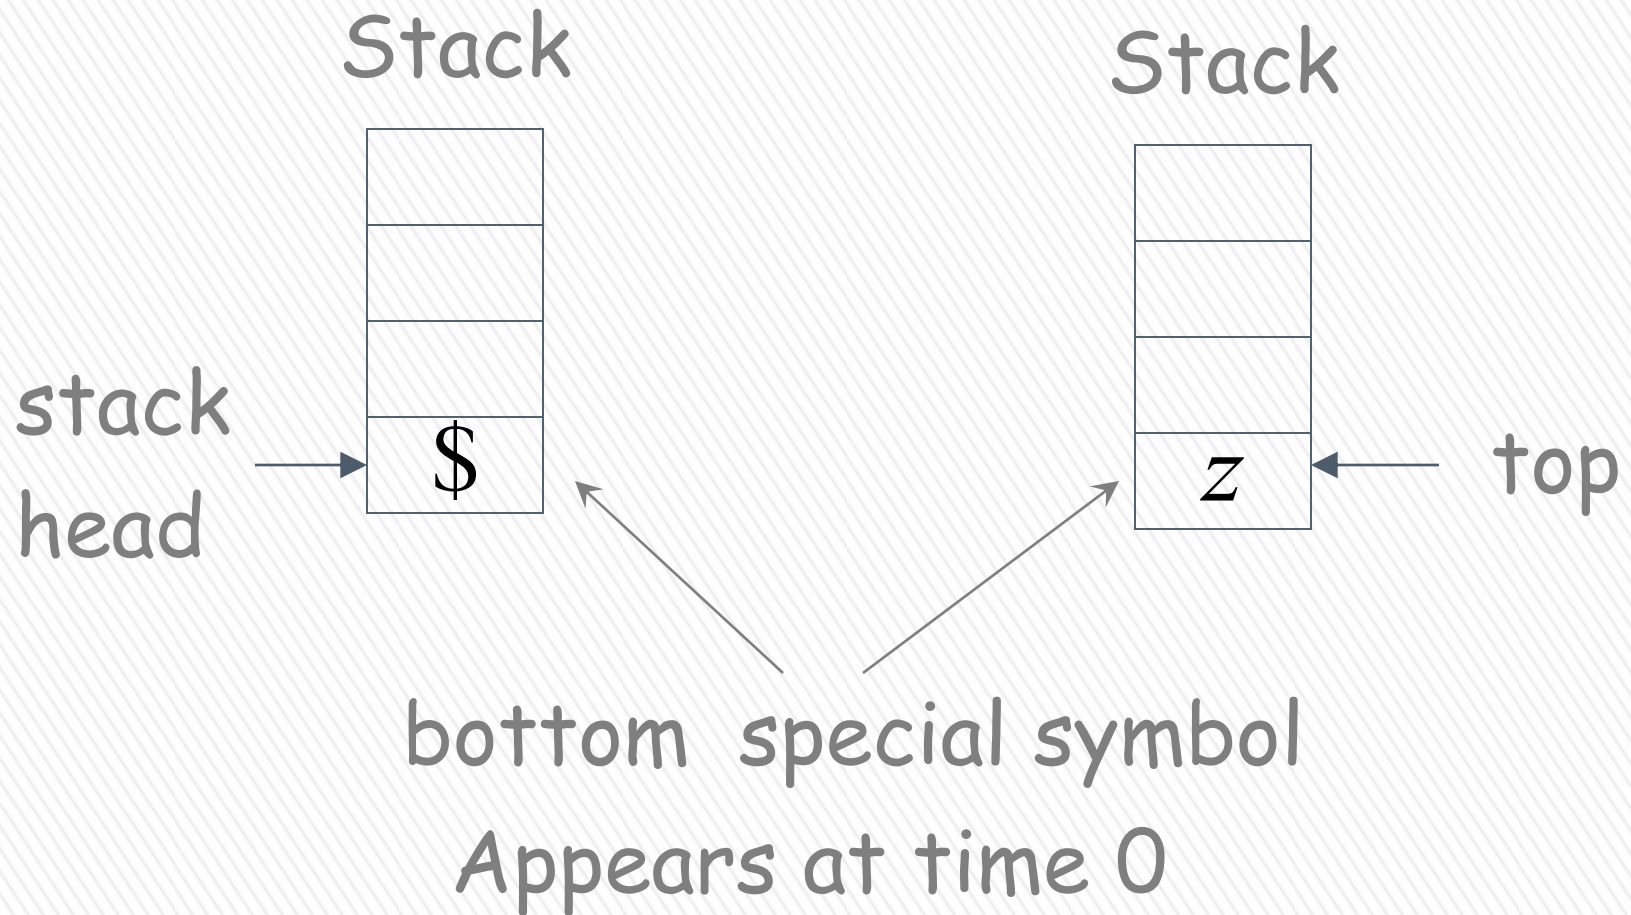 Stack
Stack
stack
head
$
z
top
bottom special symbol
Appears at time 0